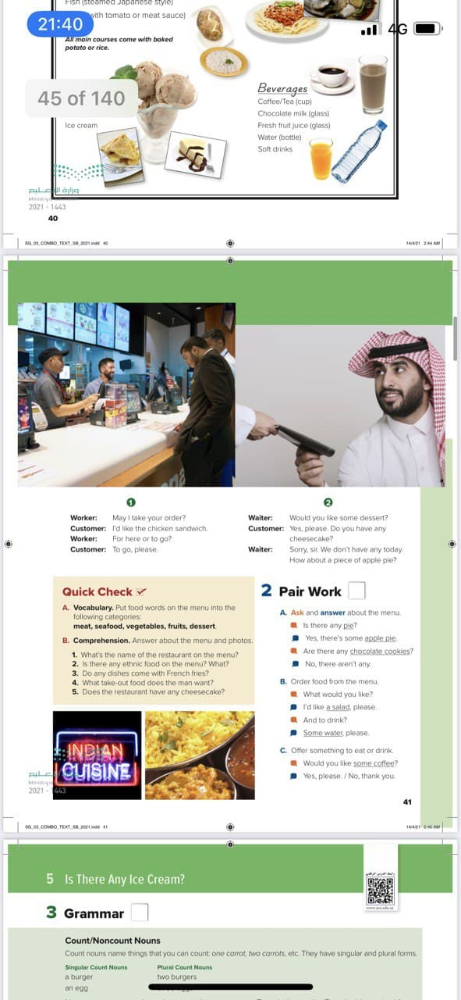 Fish (steamed Japanese style)
with tomato or meat sauce)
21:40
4G
All main courses come with baked
potato or rice.
45 of 140
Ice cream
Beverages
Coffee/Tea (cup)
Chocolate milk (glass)
Fresh fruit juice (glass)
Water (bottle)
Soft drinks
2021 - 1443
40
SG_03_COMBO_TEXT_SB_2021.indd 40
14/4/21 2:44 AM
1
Worker: May I take your order?
Customer: I'd like the chicken sandwich.
Worker: For here or to go?
Customer: To go, please.
2
Waiter: Would you like some dessert?
Customer: Yes, please. Do you have any
cheesecake?
Waiter: Sorry, sir. We don't have any today.
How about a piece of apple pie?
Quick Check
A. Vocabulary. Put food words on the menu into the
following categories:
meat, seafood, vegetables, fruits, dessert
B. Comprehension. Answer about the menu and photos.
1. What's the name of the restaurant on the menu?
2. Is there any ethnic food on the menu? What?
3. Do any dishes come with French fries?
4. What take-out food does the man want?
5. Does the restaurant have any cheesecake?
INDIAN
CUISINE
2021 - 1443
2 Pair Work
A. Ask and answer about the menu.
Is there any pie?
Yes, there's some apple pie.
Are there any chocolate cookies?
No, there aren't any.
B. Order food from the menu.
What would you like?
I'd like a salad, please.
And to drink?
Some water, please.
C. Offer something to eat or drink.
Would you like some coffee?
Yes, please. / No, thank you.
41
SG_03_COMBO_TEXT_SB_2021.indd 41
14/4/21 2:45 AM
5 Is There Any Ice Cream?
رابط الدرس الرقمي
www.ien.edu.sa
3 Grammar
Count/Noncount Nouns
Count nouns name things that you can count: one carrot, two carrots, etc. They have singular and plural forms.
Singular Count Nouns Plural Count Nouns
a burger two burgers
an egg